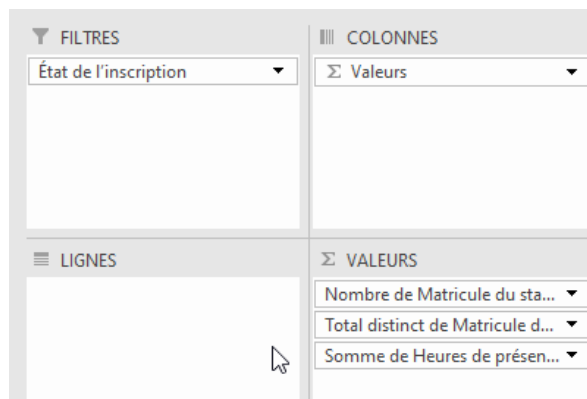 FILTRES
COLONNES
État de l'inscription
Σ Valeurs
LIGNES
Σ VALEURS
Nombre de Matricule du sta...
Total distinct de Matricule d...
Somme de Heures de présen...